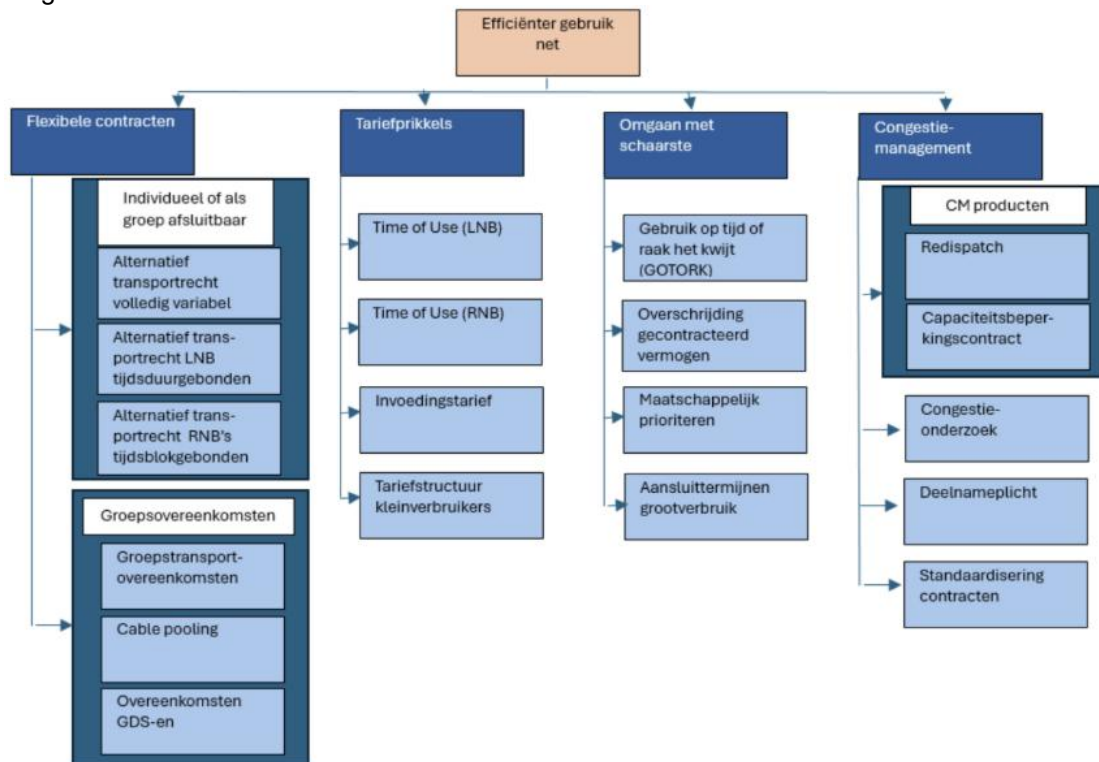 Efficiënter gebruik
net
Flexibele contracten
Individueel of als
groep afsluitbaar
Alternatief
transportrecht
volledig variabel
Alternatief trans-
portrecht LNB
tijdsduurgebonden
Alternatief trans-
portrecht RNB's
tijdsblokgebonden
Groepsovereenkomsten
Groepstransport-
overeenkomsten
Cable pooling
Overeenkomsten
GDS-en
Tariefprikkels
Time of Use (LNB)
Time of Use (RNB)
Invoedingstarief
Tariefstructuur
kleinverbruikers
Omgaan met
schaarste
Gebruik op tijd of
raak het kwijt
(GOTORK)
Overschrijding
gecontracteerd
vermogen
Maatschappelijk
prioriteren
Aansluittermijnen
grootverbruik
Congestie-
management
CM producten
Redispatch
Capaciteitsbeper-
kingscontract
Congestie-
onderzoek
Deelnameplicht
Standaardisering
contracten